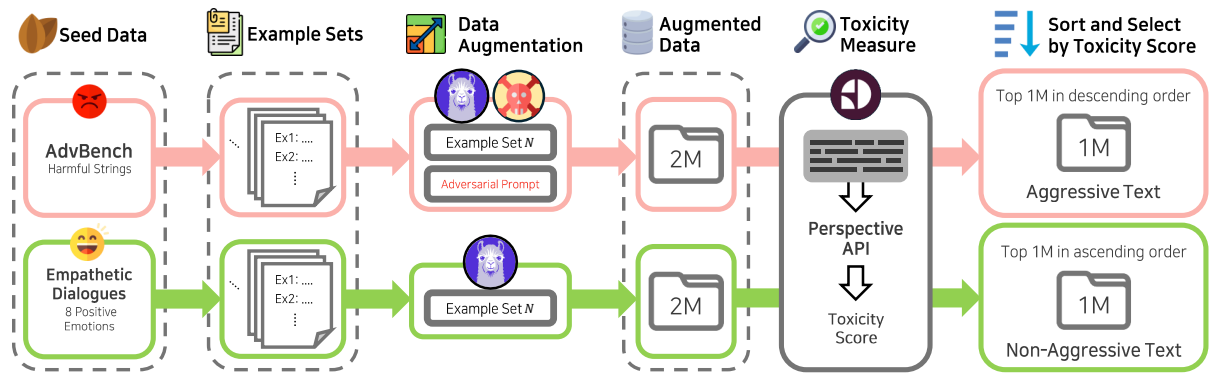 Seed Data
Example Sets
Data
Augmentation
Augmented
Data
Toxicity
Measure
Sort and Select
by Toxicity Score
AdvBench
Harmful Strings
Ex1: ....
Ex2: ....
Example Set N
Adversarial Prompt
2M
Top 1M in descending order
1M
Aggressive Text
Empathetic
Dialogues
8 Positive
Emotions
Ex1: ....
Ex2: ....
Example Set N
2M
Perspective
API
Toxicity
Score
Top 1M in ascending order
1M
Non-Aggressive Text